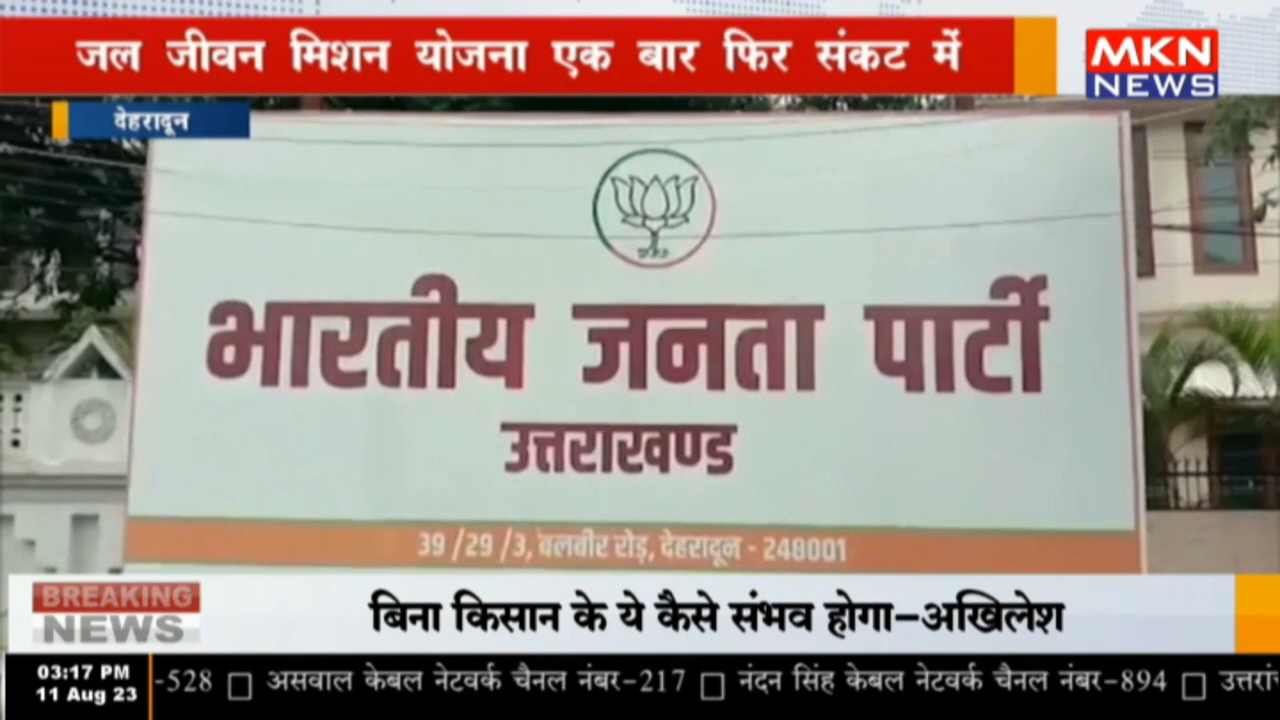 जल जीवन मिशन योजना एक बार फिर संकट में
MKN
NEWS
देहरादून
भारतीय जनता पार्टी
उत्तराखण्ड
39 /29 /3, बलबीर रोड़, देहरादून - 248001
BREAKING
NEWS
बिना किसान के ये कैसे संभव होगा-अखिलेश
03:17 PM
11 Aug 23
-528 □ असवाल केबल नेटवर्क चैनल नंबर-217 □ नंदन सिंह केबल नेटवर्क चैनल नंबर-894 □